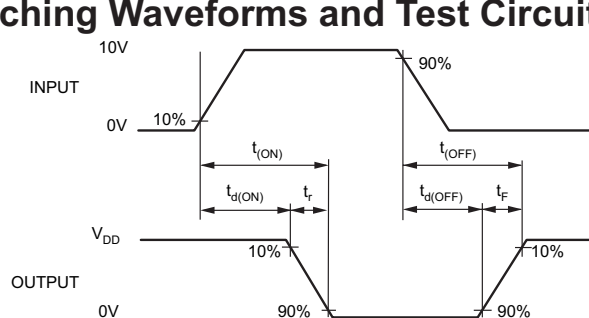 ching Waveforms and Test Circuit
10V
90%
INPUT
10%
0V
t(ON)
t(OFF)
td(ON)
tr
td(OFF)
tF
VDD
10%
10%
OUTPUT
0V
90%
90%